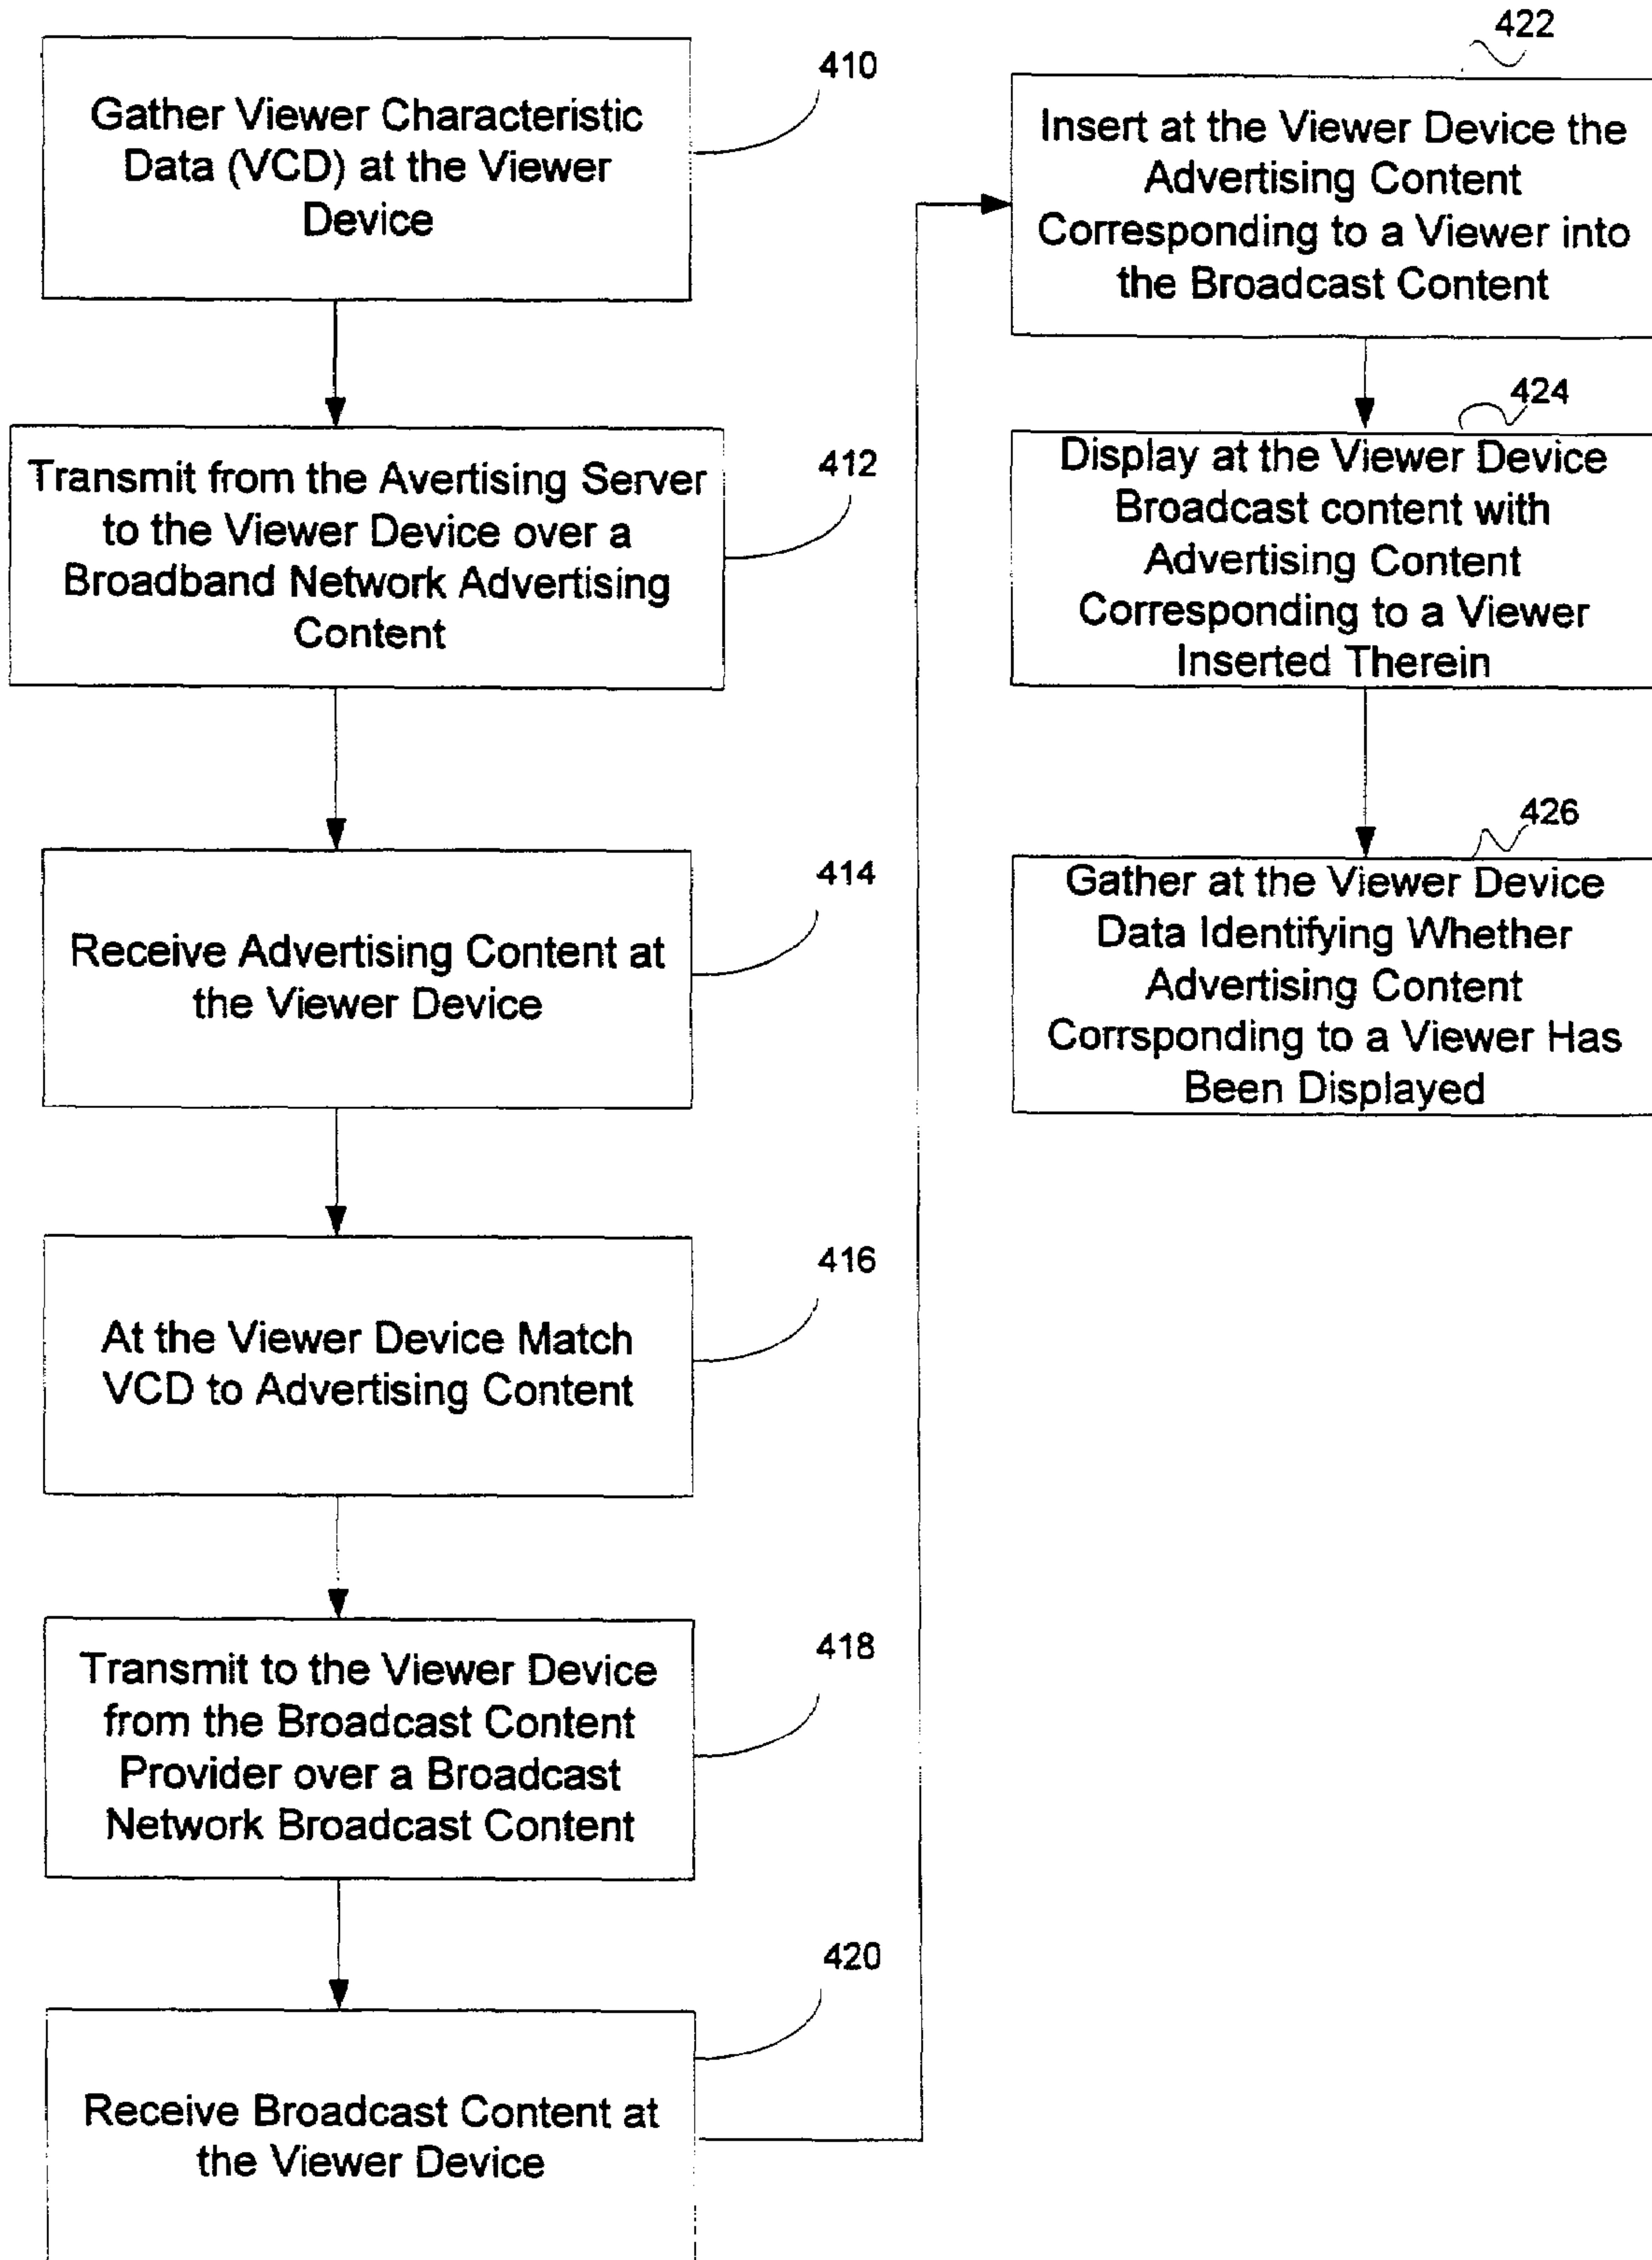 410
Gather Viewer Characteristic
Data (VCD) at the Viewer
Device
412
Transmit from the Avertising Server
to the Viewer Device over a
Broadband Network Advertising
Content
414
Receive Advertising Content at
the Viewer Device
416
At the Viewer Device Match
VCD to Advertising Content
418
Transmit to the Viewer Device
from the Broadcast Content
Provider over a Broadcast
Network Broadcast Content
420
Receive Broadcast Content at
the Viewer Device
422
Insert at the Viewer Device the
Advertising Content
Corresponding to a Viewer into
the Broadcast Content
424
Display at the Viewer Device
Broadcast content with
Advertising Content
Corresponding to a Viewer
Inserted Therein
426
Gather at the Viewer Device
Data Identifying Whether
Advertising Content
Corrsponding to a Viewer Has
Been Displayed